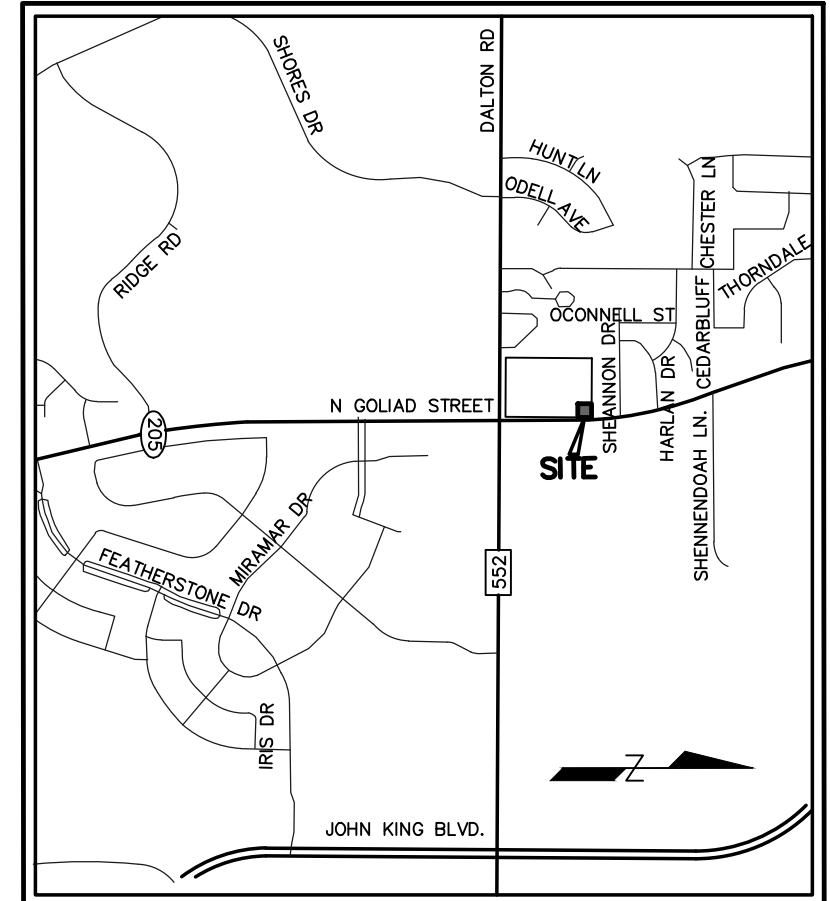 SHORES DR
DALTON RD
HUNT LN
ODELL AVE
CHESTER LN
RIDGE RD
THORNDALE
CEDARBLUFF
OCONNELL ST
SHEANNON DR
HARLAN DR
N GOLIAD STREET
205
SITE
SHENNENDOAH LN.
MIRAMAR DR
FEATHERSTONE DR
552
IRIS DR
Z
JOHN KING BLVD.